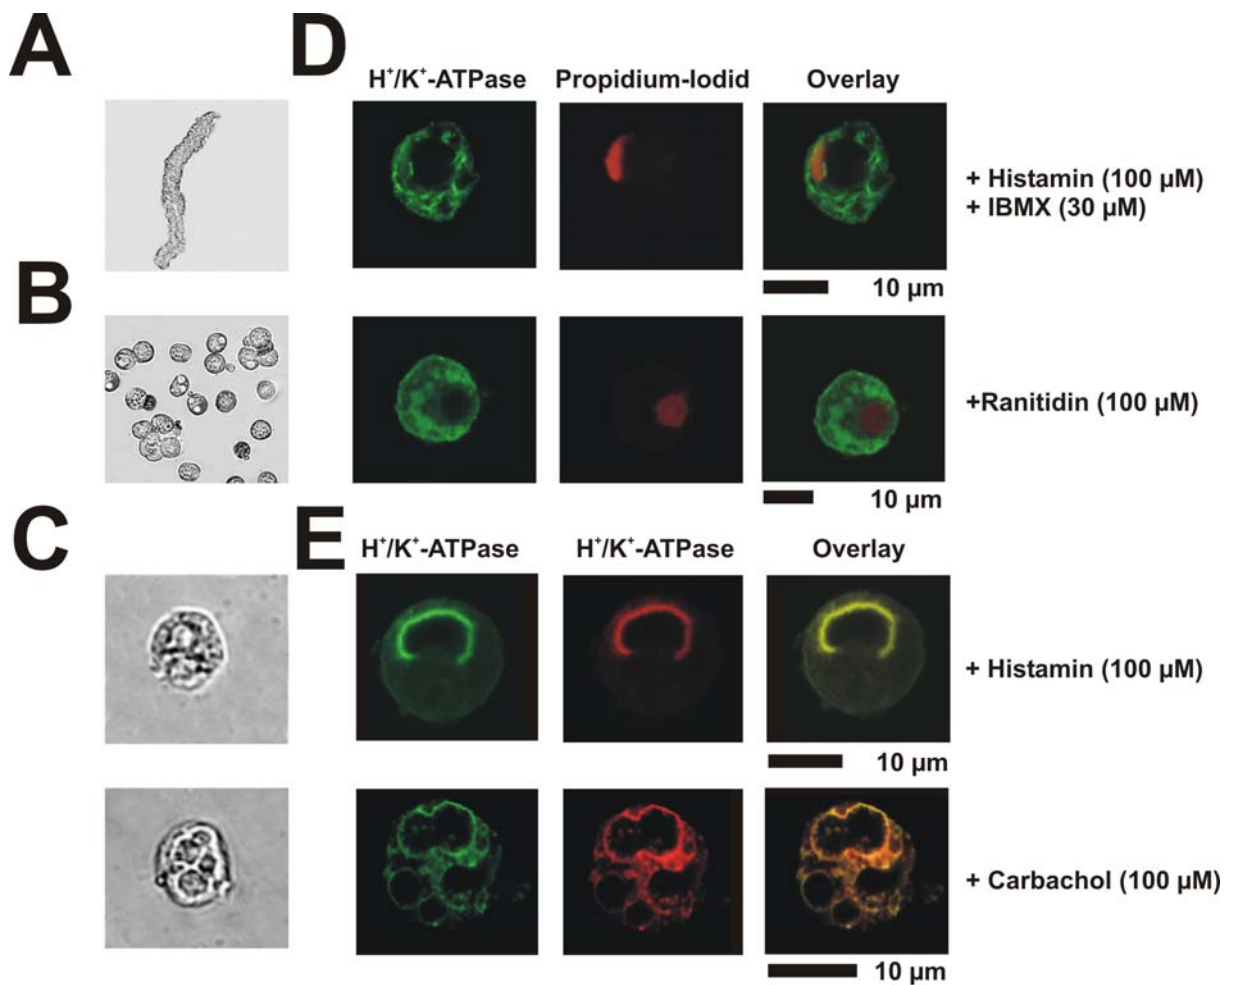 A
D
H⁺/K⁺-ATPase Propidium-Iodid Overlay
+ Histamin (100 µM)
+ IBMX (30 µM)
10 µm
B
+Ranitidin (100 µM)
10 µm
C
E
H⁺/K⁺-ATPase H⁺/K⁺-ATPase Overlay
+ Histamin (100 µM)
10 µm
+ Carbachol (100 µM)
10 µm